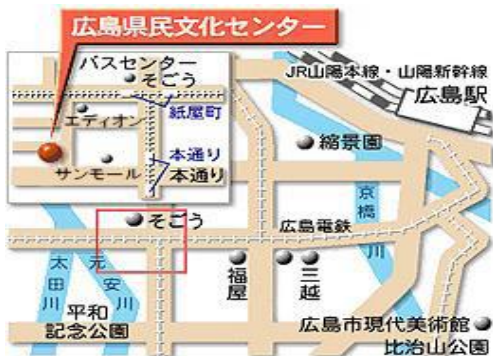 広島県民文化センター
バスセンター
そごう
紙屋町
エディオン
本通り
サンモール
本通り
JR山陽本線・山陽新幹線
広島駅
縮景園
京橋川
そごう
広島電鉄
太田川
元安川
福屋
三越
平和
記念公園
広島市現代美術館
比治山公園